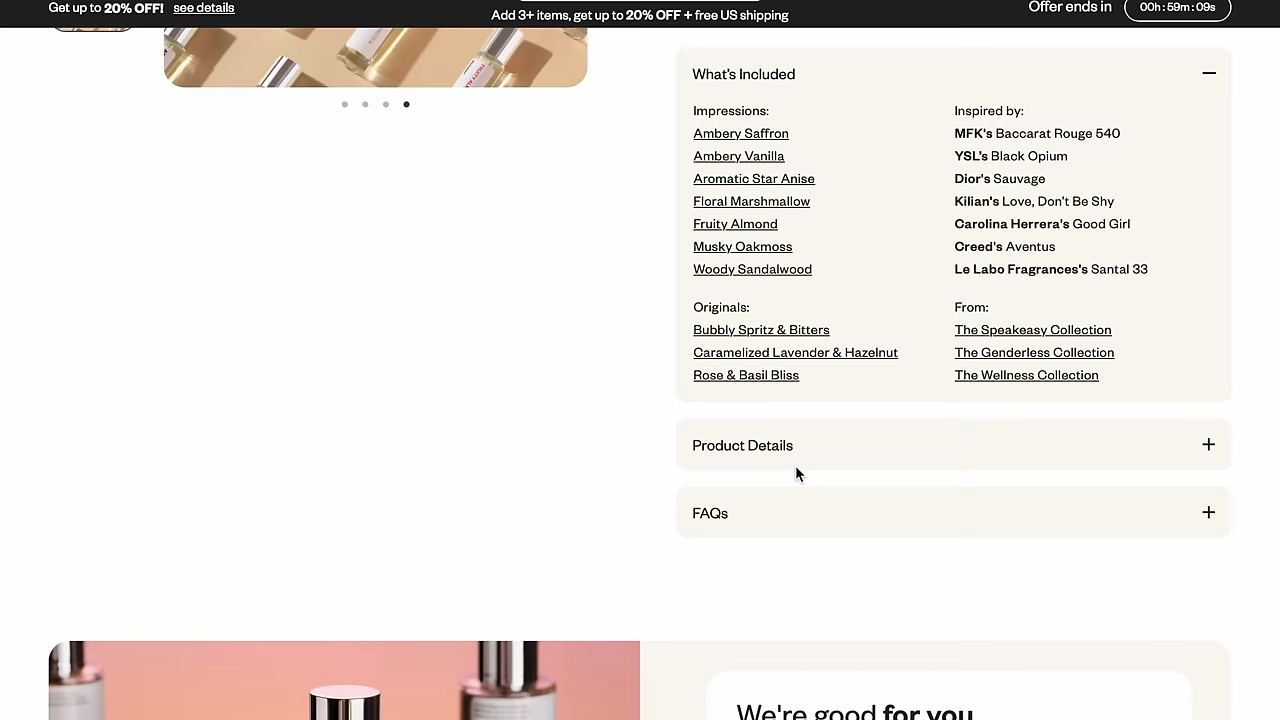 Get up to 20% OFF! see details
Add 3+ items, get up to 20% OFF + free US shipping
Offer ends in 00h : 59m : 09s
What's Included
Impressions: Inspired by:
Ambery Saffron MFK's Baccarat Rouge 540
Ambery Vanilla YSL's Black Opium
Aromatic Star Anise Dior's Sauvage
Floral Marshmallow Kilian's Love, Don't Be Shy
Fruity Almond Carolina Herrera's Good Girl
Musky Oakmoss Creed's Aventus
Woody Sandalwood Le Labo Fragrances's Santal 33
Originals: From:
Bubbly Spritz & Bitters The Speakeasy Collection
Caramelized Lavender & Hazelnut The Genderless Collection
Rose & Basil Bliss The Wellness Collection
Product Details
FAQs
We're good for you